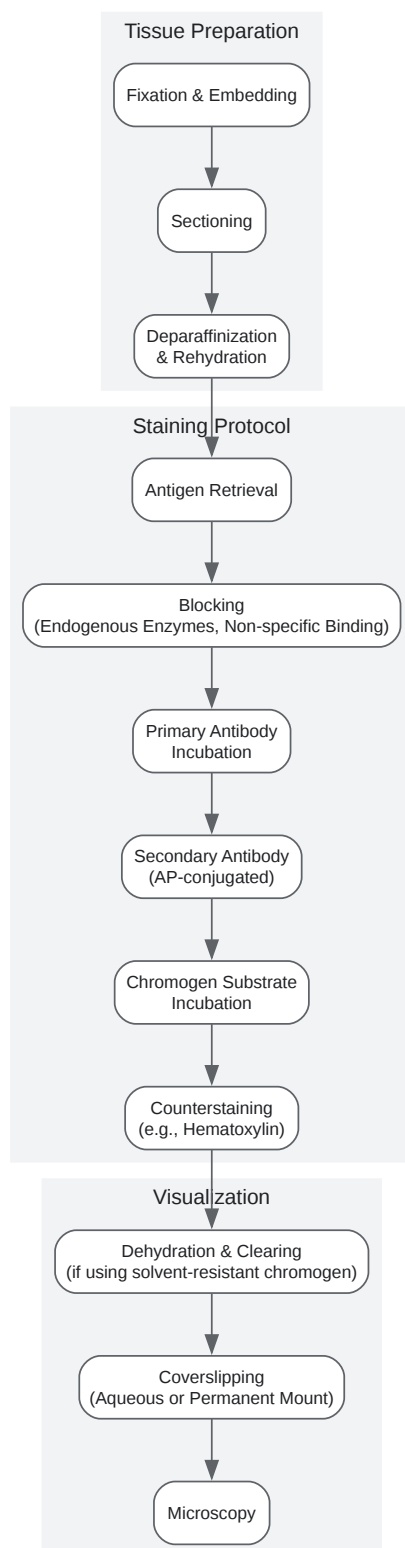 Tissue Preparation
Fixation & Embedding
Sectioning
Deparaffinization
& Rehydration
Staining Protocol
Antigen Retrieval
Blocking
(Endogenous Enzymes, Non-specific Binding)
Primary Antibody
Incubation
Secondary Antibody
(AP-conjugated)
Chromogen Substrate
Incubation
Counterstaining
(e.g., Hematoxylin)
Visualization
Dehydration & Clearing
(if using solvent-resistant chromogen)
Coverslipping
(Aqueous or Permanent Mount)
Microscopy